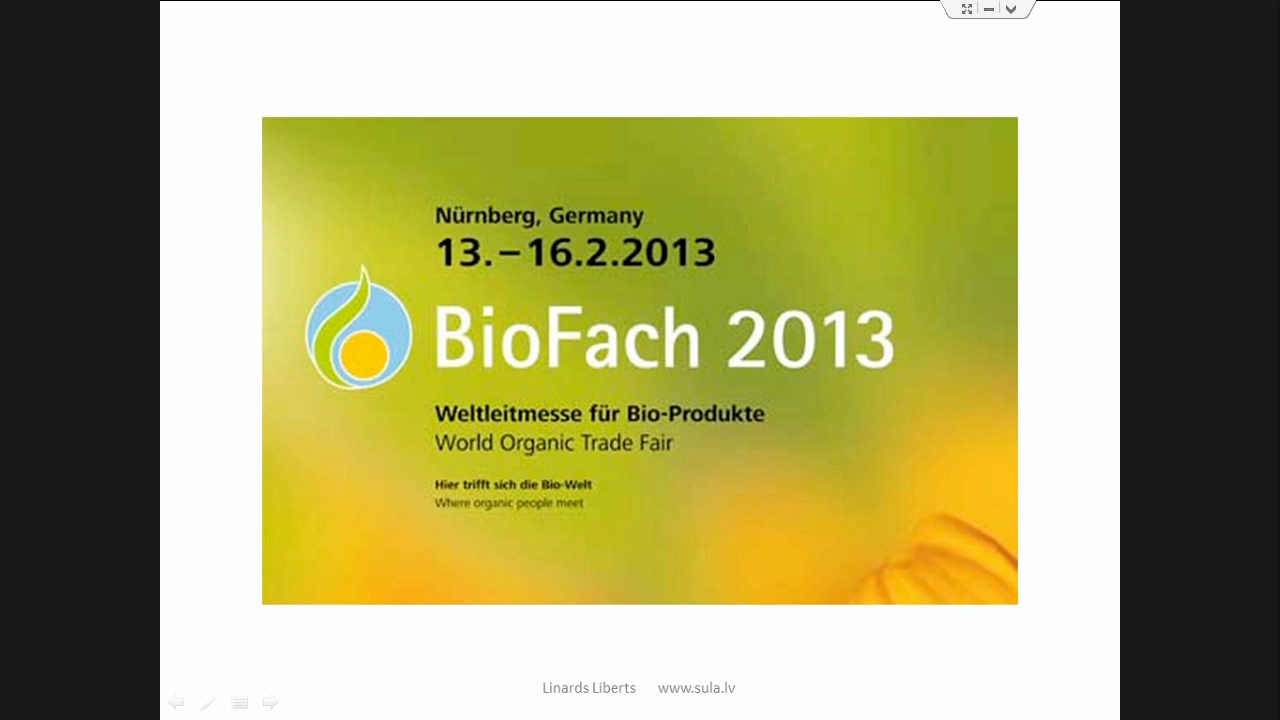 Nürnberg, Germany
13.–16.2.2013
BioFach 2013
Weltleitmesse für Bio-Produkte
World Organic Trade Fair
Hier trifft sich die Bio-Welt
Where organic people meet
Linards Liberts www.sula.lv